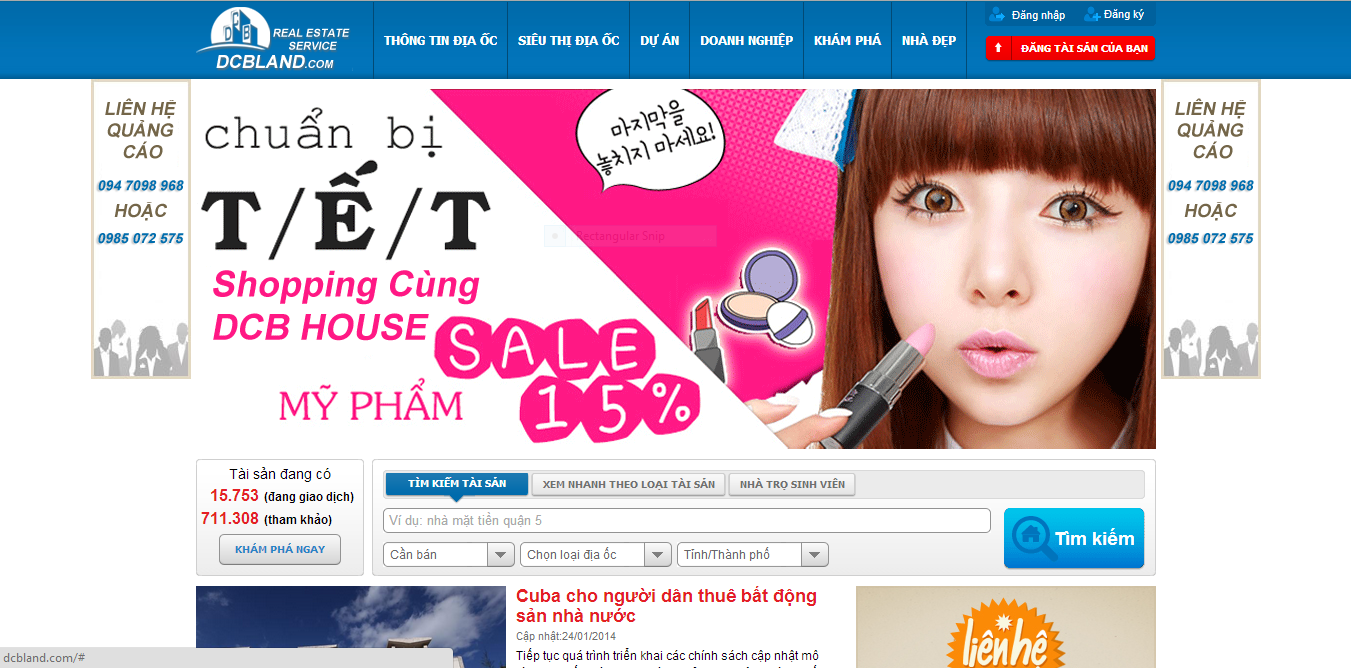 REAL ESTATE
SERVICE
DCBLAND.COM
THÔNG TIN ĐỊA ỐC
SIÊU THỊ ĐỊA ỐC
DỰ ÁN
DOANH NGHIỆP
KHÁM PHÁ
NHÀ ĐẸP
Đăng nhập
Đăng ký
ĐĂNG TÀI SẢN CỦA BẠN
LIÊN HỆ
QUẢNG
CÁO
094 7098 968
HOẶC
0985 072 575
chuẩn bị
T/Ế/T
Shopping Cùng
DCB HOUSE
SALE
15%
MỸ PHẨM
마지막을
놓치지 마세요!
Rectangular Snip
LIÊN HỆ
QUẢNG
CÁO
094 7098 968
HOẶC
0985 072 575
Tài sản đang có
15.753 (đang giao dịch)
711.308 (tham khảo)
KHÁM PHÁ NGAY
TÌM KIẾM TÀI SẢN
XEM NHANH THEO LOẠI TÀI SẢN
NHÀ TRỌ SINH VIÊN
Ví dụ: nhà mặt tiền quận 5
Cần bán
Chọn loại địa ốc
Tỉnh/Thành phố
Tìm kiếm
Cuba cho người dân thuê bất động
sản nhà nước
Cập nhật:24/01/2014
Tiếp tục quá trình triển khai các chính sách cập nhật mô
liên hệ
dcbland.com/#